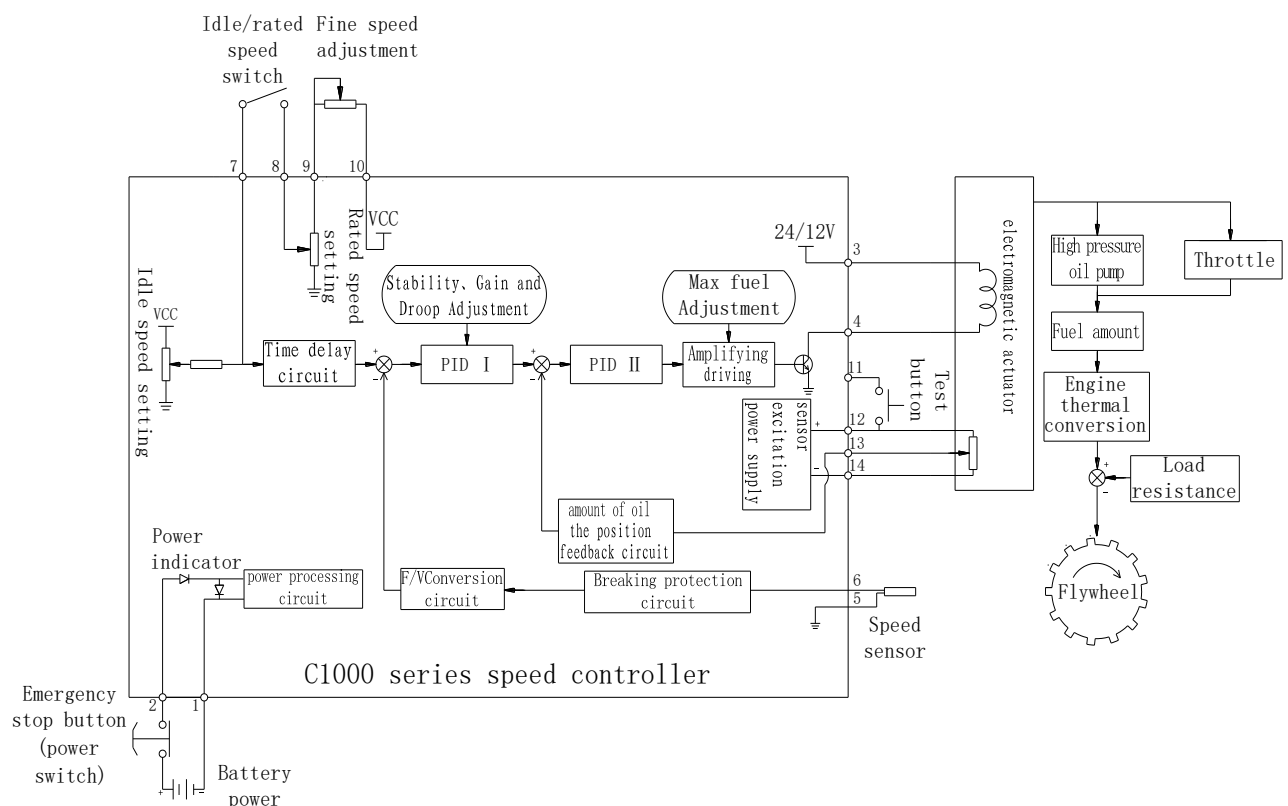 Idle/rated
speed
switch
Fine speed
adjustment
7
8
9
10
VCC
Rated speed
setting
24/12V
3
4
11
12
13
14
6
5
Idle speed setting
VCC
Time delay
circuit
+
-
Stability、Gain and
Droop Adjustment
PID Ⅰ
+
-
PID Ⅱ
Max fuel
Adjustment
Amplifying
driving
sensor
excitation
power supply
+
-
Test
button
electromagnetic actuator
High pressure
oil pump
Throttle
Fuel amount
Engine
thermal
conversion
+
-
Load
resistance
Flywheel
amount of oil
the position
feedback circuit
Power
indicator
power processing
circuit
F/VConversion
circuit
Breaking protection
circuit
Speed
sensor
C1000 series speed controller
2
1
Emergency
stop button
(power
switch)
+
-
Battery
power